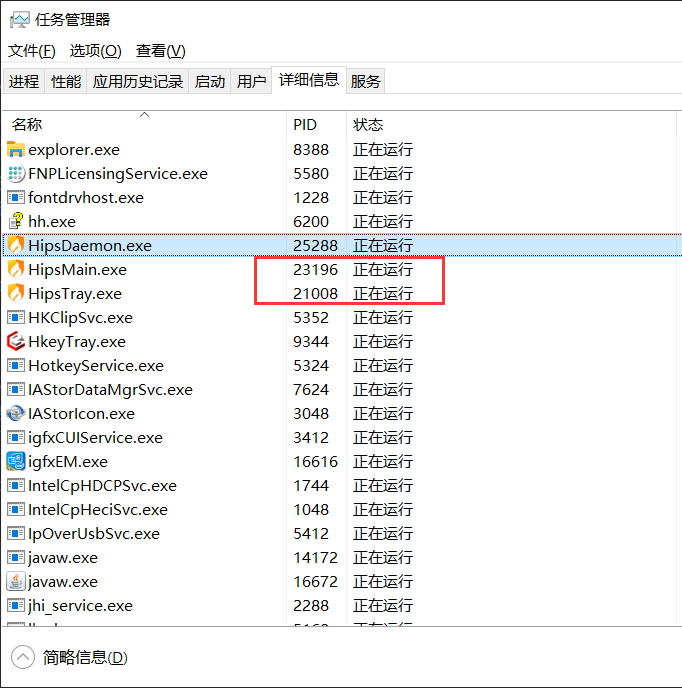 任务管理器
文件(F) 选项(O) 查看(V)
进程 性能 应用历史记录 启动 用户 详细信息 服务
名称 PID 状态
explorer.exe 8388 正在运行
FNPLicensingService.exe 5580 正在运行
fontdrvhost.exe 1228 正在运行
hh.exe 6200 正在运行
HipsDaemon.exe 25288 正在运行
HipsMain.exe 23196 正在运行
HipsTray.exe 21008 正在运行
HKClipSvc.exe 5352 正在运行
HkeyTray.exe 9344 正在运行
HotkeyService.exe 5324 正在运行
IAStorDataMgrSvc.exe 7624 正在运行
IAStorIcon.exe 3048 正在运行
igfxCUIService.exe 3412 正在运行
igfxEM.exe 16616 正在运行
IntelCpHDCPSvc.exe 1744 正在运行
IntelCpHeciSvc.exe 1048 正在运行
IpOverUsbSvc.exe 5412 正在运行
javaw.exe 14172 正在运行
javaw.exe 16672 正在运行
jhi_service.exe 2288 正在运行
简略信息(D)